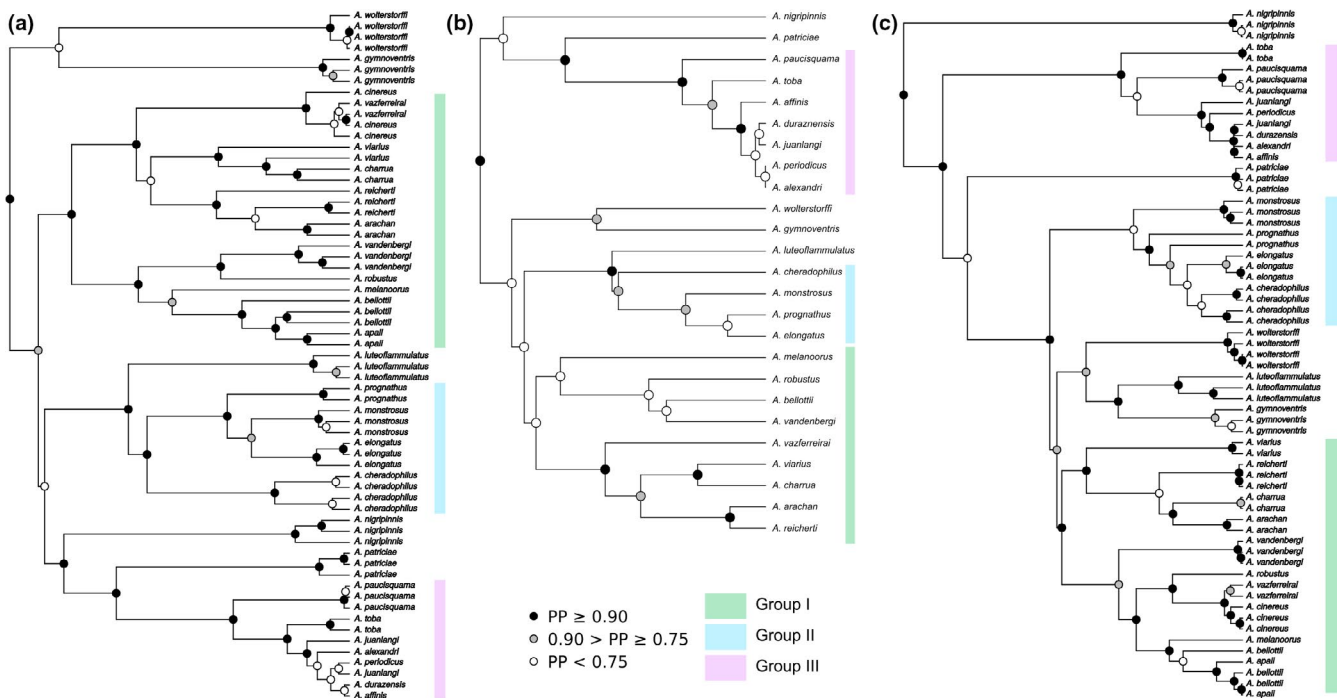 (a)
A. wolterstorffi
A. wolterstorffi
A. wolterstorffi
A. wolterstorffi
A. gymnoventris
A. gymnoventris
A. gymnoventris
A. cinereus
A. vazferreirai
A. vazferreirai
A. cinereus
A. cinereus
A. viarius
A. viarius
A. charrua
A. charrua
A. reicherti
A. reicherti
A. reicherti
A. arachan
A. arachan
A. vandenbergi
A. vandenbergi
A. vandenbergi
A. robustus
A. melanoorus
A. bellottii
A. bellottii
A. bellottii
A. apaii
A. apaii
A. luteoflammulatus
A. luteoflammulatus
A. luteoflammulatus
A. prognathus
A. prognathus
A. monstrosus
A. monstrosus
A. monstrosus
A. elongatus
A. elongatus
A. elongatus
A. cheradophilus
A. cheradophilus
A. cheradophilus
A. cheradophilus
A. nigripinnis
A. nigripinnis
A. nigripinnis
A. patriciae
A. patriciae
A. patriciae
A. paucisquama
A. paucisquama
A. paucisquama
A. toba
A. toba
A. juanlangi
A. alexandri
A. periodicus
A. juanlangi
A. durazensis
A. affinis
(b)
A. nigripinnis
A. patriciae
A. paucisquama
A. toba
A. affinis
A. duraznensis
A. juanlangi
A. periodicus
A. alexandri
A. wolterstorffi
A. gymnoventris
A. luteoflammulatus
A. cheradophilus
A. monstrosus
A. prognathus
A. elongatus
A. melanoorus
A. robustus
A. bellottii
A. vandenbergi
A. vazferreirai
A. viarius
A. charrua
A. arachan
A. reicherti
PP ≥ 0.90
0.90 > PP ≥ 0.75
PP < 0.75
Group I
Group II
Group III
(c)
A. nigripinnis
A. nigripinnis
A. nigripinnis
A. toba
A. toba
A. paucisquama
A. paucisquama
A. paucisquama
A. juanlangi
A. periodicus
A. juanlangi
A. durazensis
A. alexandri
A. affinis
A. patriciae
A. patriciae
A. patriciae
A. monstrosus
A. monstrosus
A. monstrosus
A. prognathus
A. prognathus
A. elongatus
A. elongatus
A. elongatus
A. cheradophilus
A. cheradophilus
A. cheradophilus
A. cheradophilus
A. wolterstorffi
A. wolterstorffi
A. wolterstorffi
A. wolterstorffi
A. luteoflammulatus
A. luteoflammulatus
A. luteoflammulatus
A. gymnoventris
A. gymnoventris
A. gymnoventris
A. viarius
A. viarius
A. reicherti
A. reicherti
A. reicherti
A. charrua
A. charrua
A. arachan
A. arachan
A. vandenbergi
A. vandenbergi
A. vandenbergi
A. robustus
A. vazferreirai
A. vazferreirai
A. cinereus
A. cinereus
A. cinereus
A. melanoorus
A. bellottii
A. apaii
A. bellottii
A. bellottii
A. apaii